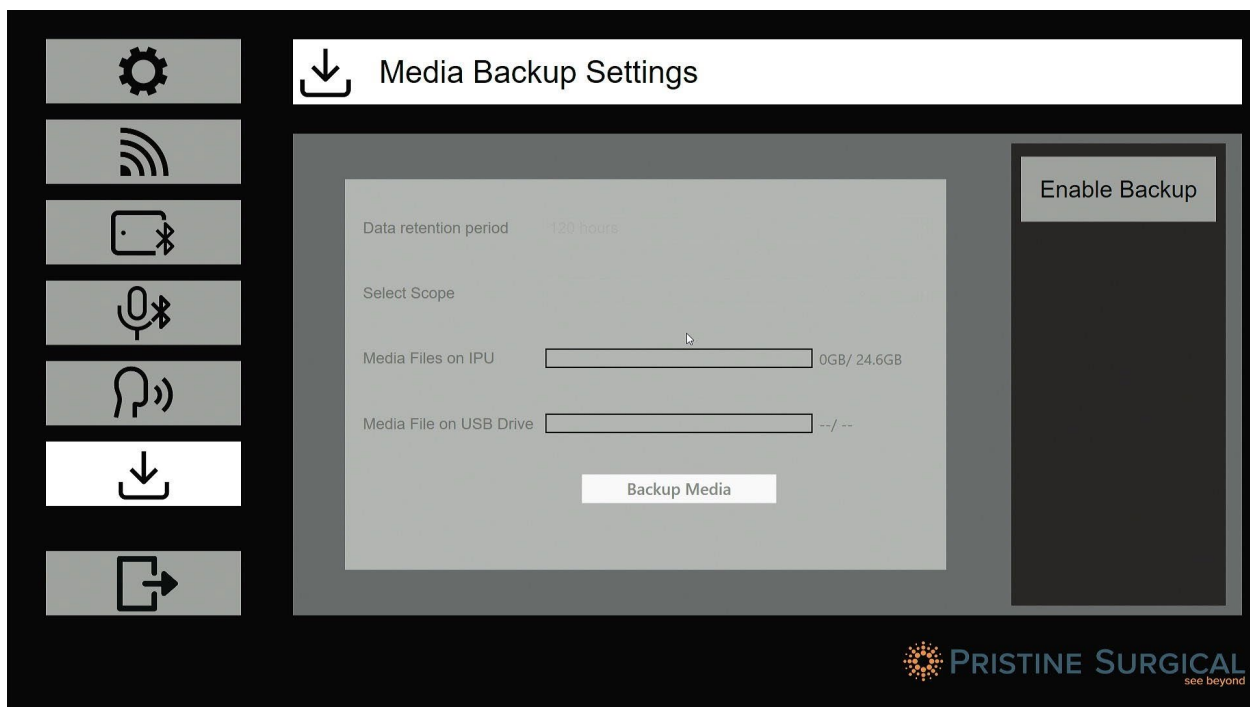 Media Backup Settings
Enable Backup
Data retention period 120 hours
Select Scope
Media Files on IPU 0GB/ 24.6GB
Media File on USB Drive --/ --
Backup Media
PRISTINE SURGICAL
see beyond